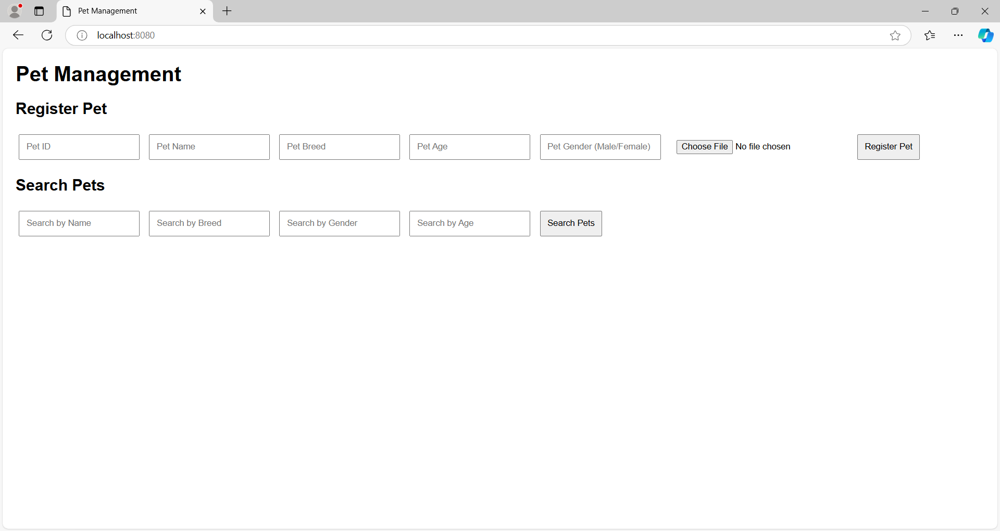 Pet Management
localhost:8080
Pet Management
Register Pet
Pet ID Pet Name Pet Breed Pet Age Pet Gender (Male/Female) Choose File No file chosen Register Pet
Search Pets
Search by Name Search by Breed Search by Gender Search by Age Search Pets